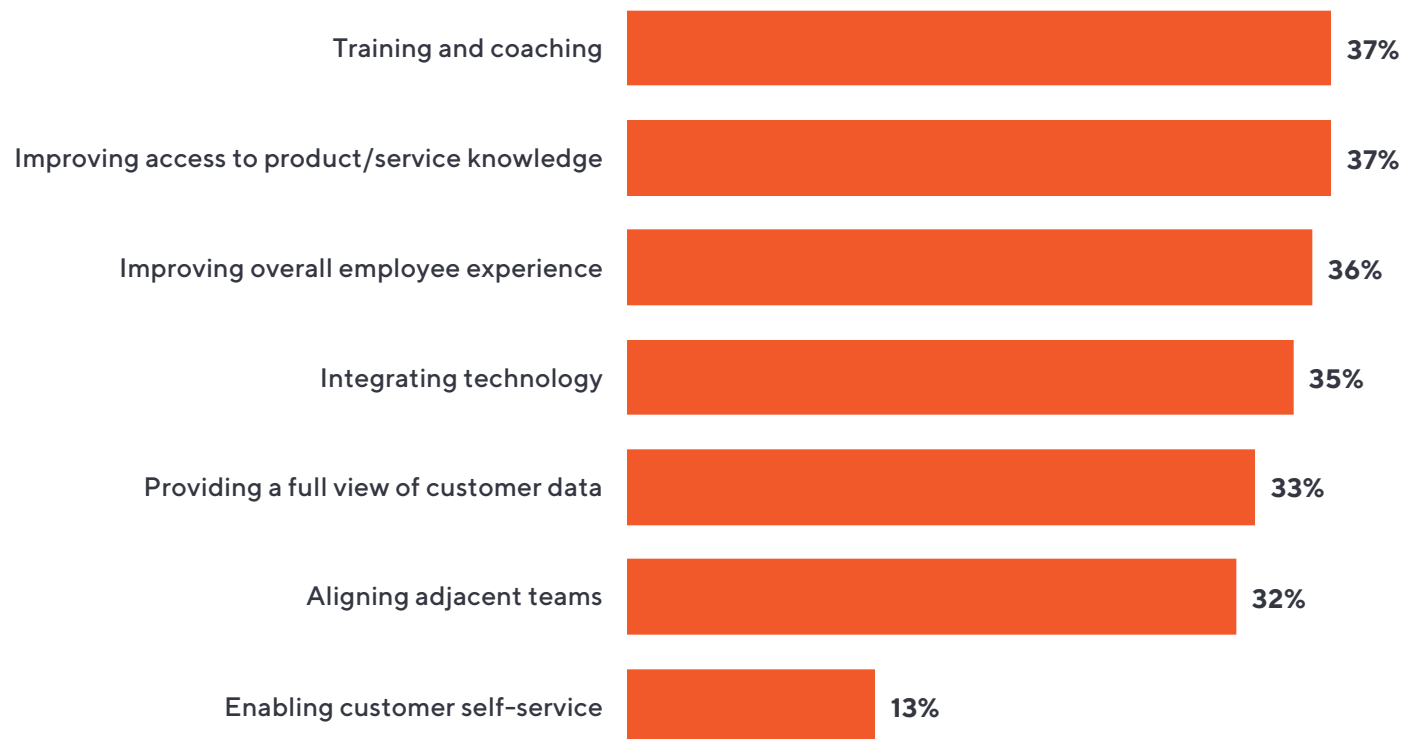 Training and coaching 37%
Improving access to product/service knowledge 37%
Improving overall employee experience 36%
Integrating technology 35%
Providing a full view of customer data 33%
Aligning adjacent teams 32%
Enabling customer self-service 13%